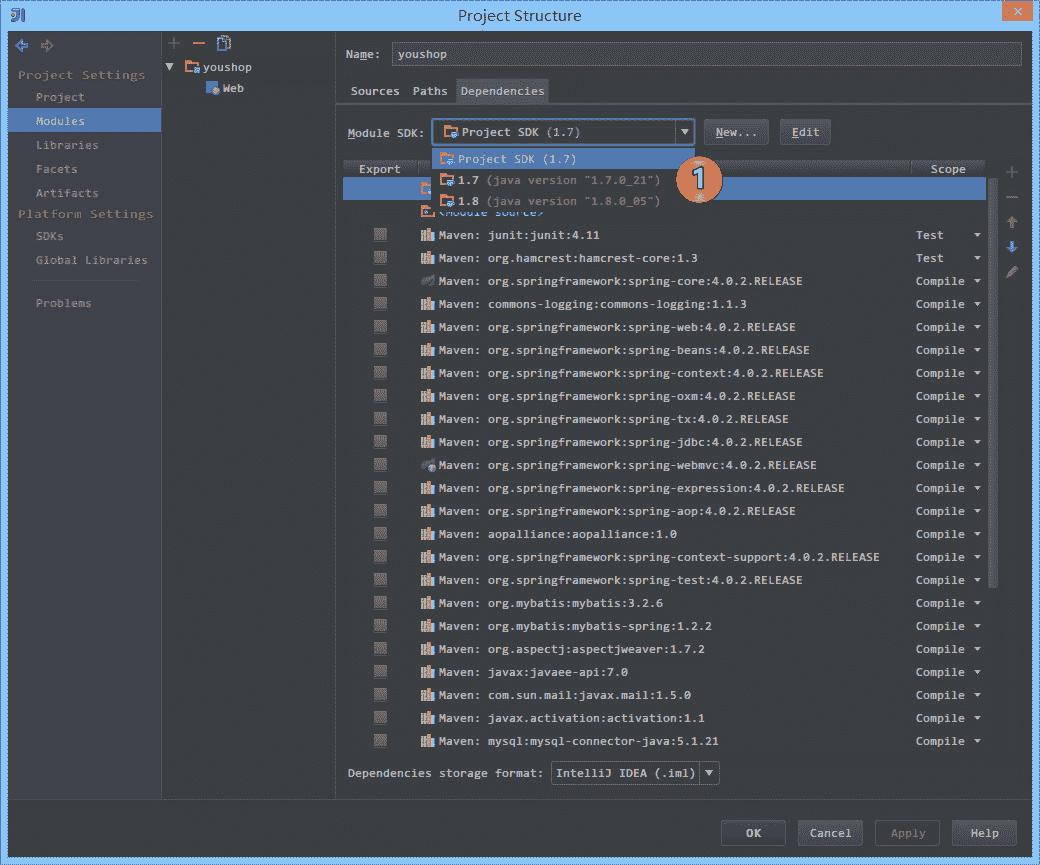 Project Structure
Project Settings
Project
Modules
Libraries
Facets
Artifacts
Platform Settings
SDKs
Global Libraries
Problems
youshop
Web
Name: youshop
Sources Paths Dependencies
Module SDK: Project SDK (1.7) New... Edit
Project SDK (1.7)
1.7 (java version "1.7.0_21")
1.8 (java version "1.8.0_05")
1
Export Scope
<Module source>
Maven: junit:junit:4.11 Test
Maven: org.hamcrest:hamcrest-core:1.3 Test
Maven: org.springframework:spring-core:4.0.2.RELEASE Compile
Maven: commons-logging:commons-logging:1.1.3 Compile
Maven: org.springframework:spring-web:4.0.2.RELEASE Compile
Maven: org.springframework:spring-beans:4.0.2.RELEASE Compile
Maven: org.springframework:spring-context:4.0.2.RELEASE Compile
Maven: org.springframework:spring-oxm:4.0.2.RELEASE Compile
Maven: org.springframework:spring-tx:4.0.2.RELEASE Compile
Maven: org.springframework:spring-jdbc:4.0.2.RELEASE Compile
Maven: org.springframework:spring-webmvc:4.0.2.RELEASE Compile
Maven: org.springframework:spring-expression:4.0.2.RELEASE Compile
Maven: org.springframework:spring-aop:4.0.2.RELEASE Compile
Maven: aopalliance:aopalliance:1.0 Compile
Maven: org.springframework:spring-context-support:4.0.2.RELEASE Compile
Maven: org.springframework:spring-test:4.0.2.RELEASE Compile
Maven: org.mybatis:mybatis:3.2.6 Compile
Maven: org.mybatis:mybatis-spring:1.2.2 Compile
Maven: org.aspectj:aspectjweaver:1.7.2 Compile
Maven: javax:javaee-api:7.0 Compile
Maven: com.sun.mail:javax.mail:1.5.0 Compile
Maven: javax.activation:activation:1.1 Compile
Maven: mysql:mysql-connector-java:5.1.21 Compile
Dependencies storage format: IntelliJ IDEA (.iml)
OK Cancel Apply Help